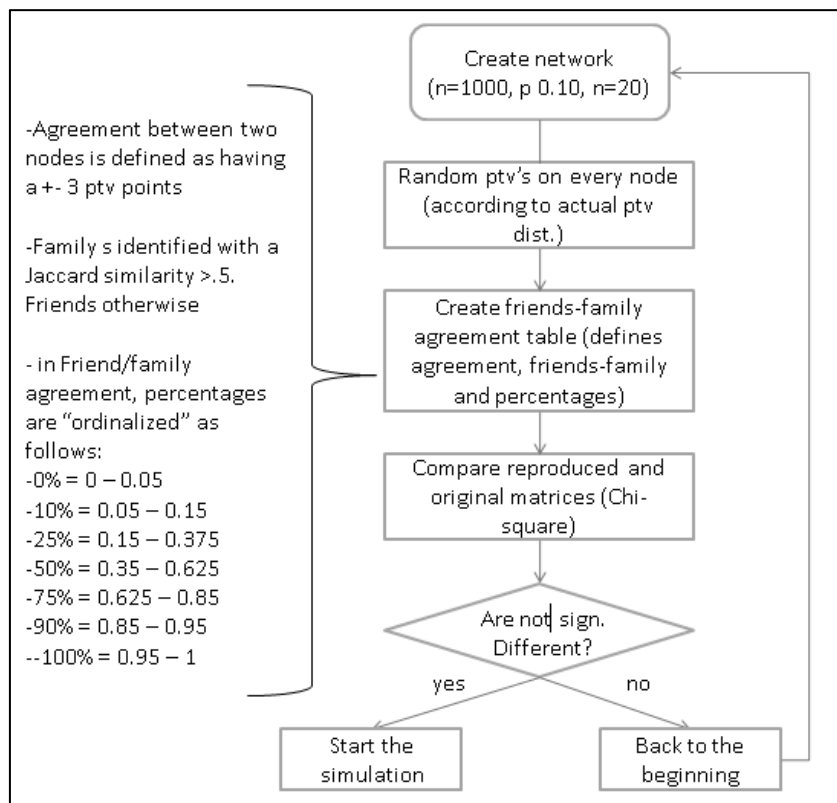 -Agreement between two
nodes is defined as having
a +- 3 ptv points
-Family s identified with a
Jaccard similarity >.5.
Friends otherwise
- in Friend/family
agreement, percentages
are “ordinalized” as
follows:
-0% = 0 – 0.05
-10% = 0.05 – 0.15
-25% = 0.15 – 0.375
-50% = 0.35 – 0.625
-75% = 0.625 – 0.85
-90% = 0.85 – 0.95
--100% = 0.95 – 1
Create network
(n=1000, p 0.10, n=20)
Random ptv’s on every node
(according to actual ptv
dist.)
Create friends-family
agreement table (defines
agreement, friends-family
and percentages)
Compare reproduced and
original matrices (Chi-
square)
Are not sign.
Different?
yes
no
Start the
simulation
Back to the
beginning